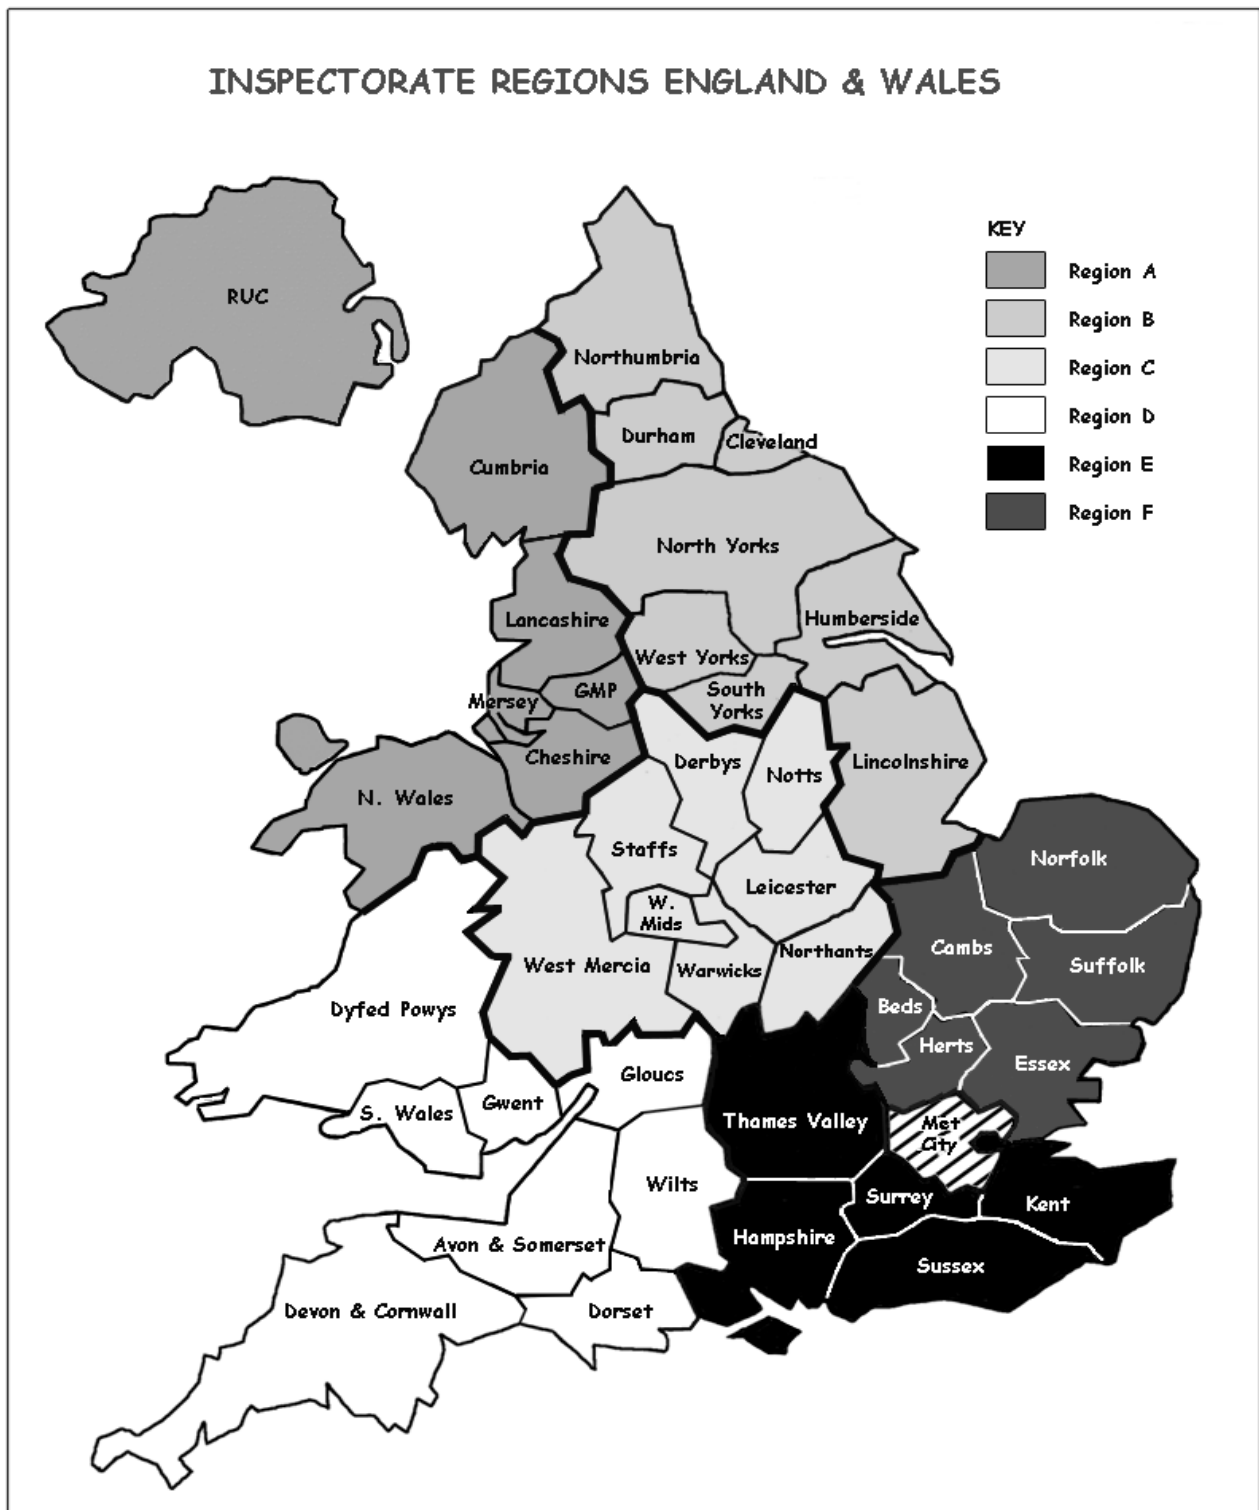 INSPECTORATE REGIONS ENGLAND & WALES
KEY
Region A
Region B
Region C
Region D
Region E
Region F
RUC
Northumbria
Durham
Cleveland
Cumbria
North Yorks
Lancashire
Humberside
West Yorks
South
Yorks
GMP
Mersey
Cheshire
Derbys
Notts
Lincolnshire
N. Wales
Staffs
Leicester
Norfolk
W.
Mids
Northants
Cambs
Suffolk
West Mercia
Warwicks
Dyfed Powys
Beds
Herts
Essex
Gloucs
Gwent
S. Wales
Thames Valley
Met
City
Wilts
Surrey
Kent
Avon & Somerset
Hampshire
Sussex
Devon & Cornwall
Dorset